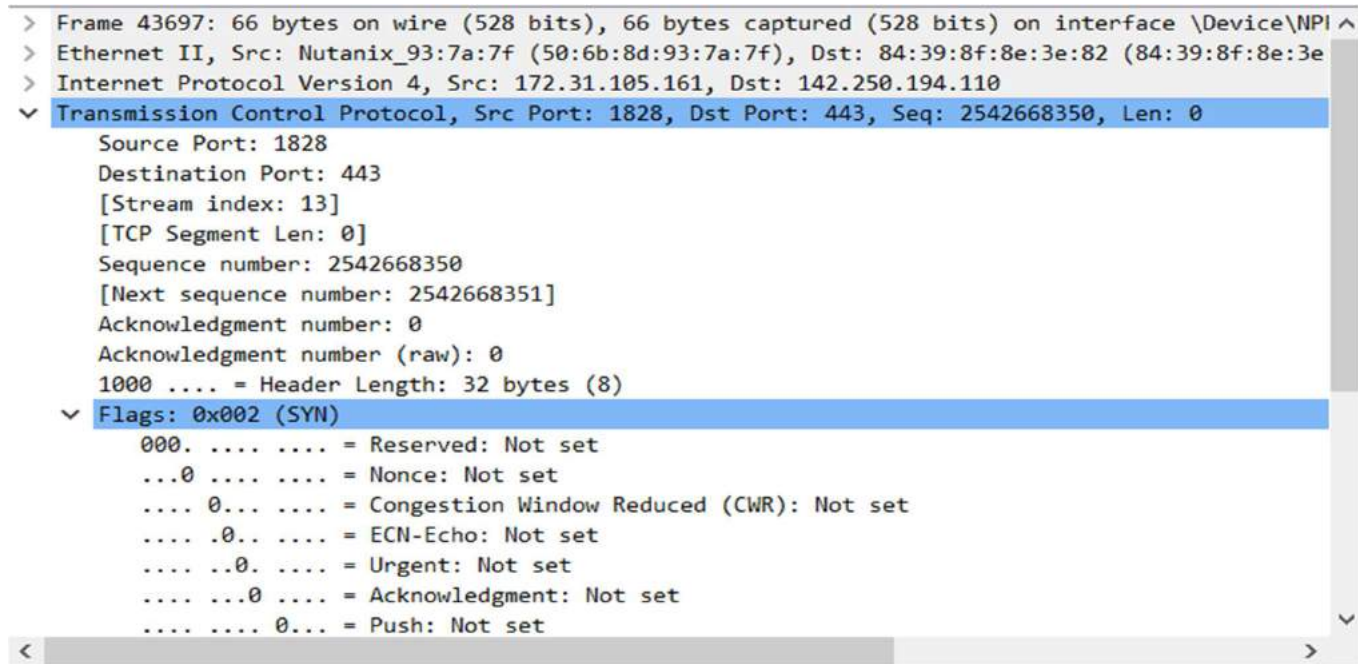 Frame 43697: 66 bytes on wire (528 bits), 66 bytes captured (528 bits) on interface \Device\NPI
Ethernet II, Src: Nutanix_93:7a:7f (50:6b:8d:93:7a:7f), Dst: 84:39:8f:8e:3e:82 (84:39:8f:8e:3e
Internet Protocol Version 4, Src: 172.31.105.161, Dst: 142.250.194.110
Transmission Control Protocol, Src Port: 1828, Dst Port: 443, Seq: 2542668350, Len: 0
Source Port: 1828
Destination Port: 443
[Stream index: 13]
[TCP Segment Len: 0]
Sequence number: 2542668350
[Next sequence number: 2542668351]
Acknowledgment number: 0
Acknowledgment number (raw): 0
1000 .... = Header Length: 32 bytes (8)
Flags: 0x002 (SYN)
000. .... .... = Reserved: Not set
...0 .... .... = Nonce: Not set
.... 0... .... = Congestion Window Reduced (CWR): Not set
.... .0.. .... = ECN-Echo: Not set
.... ..0. .... = Urgent: Not set
.... ...0 .... = Acknowledgment: Not set
.... .... 0... = Push: Not set